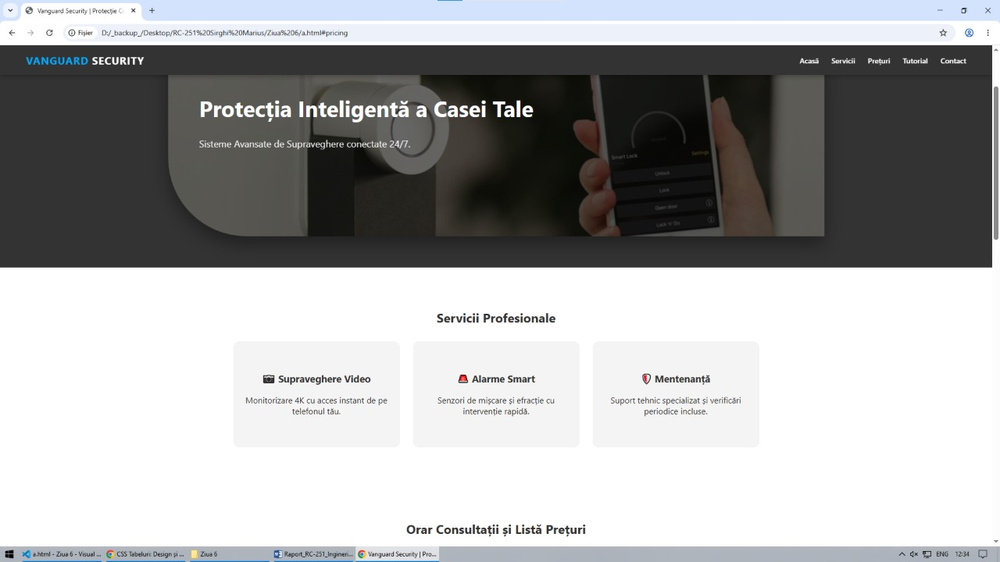 Vanguard Security | Protecție C
Fișier
D:/_backup_/Desktop/RC-251%20Sirghi%20Marius/Ziua%206/a.html#pricing
VANGUARD SECURITY
Acasă
Servicii
Prețuri
Tutorial
Contact
Protecția Inteligentă a Casei Tale
Sisteme Avansate de Supraveghere conectate 24/7.
Smart Lock
Settings
Unlock
Lock
Open door
Lock 'n' Go
Servicii Profesionale
Supraveghere Video
Monitorizare 4K cu acces instant de pe
telefonul tău.
Alarme Smart
Senzori de mișcare și efracție cu
intervenție rapidă.
Mentenanță
Suport tehnic specializat și verificări
periodice incluse.
Orar Consultații și Listă Prețuri
a.html - Ziua 6 - Visual ...
CSS Tabeluri: Design și ...
Ziua 6
Raport_RC-251_Ingineri...
Vanguard Security | Pro...
ENG
12:34